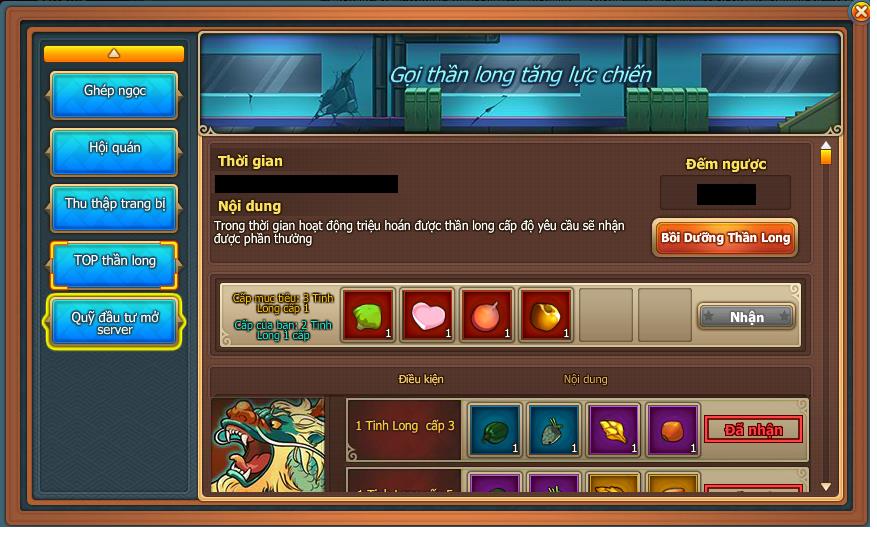 Gọi thần long tăng lực chiến
Ghép ngọc
Hội quán
Thu thập trang bị
TOP thần long
Quỹ đầu tư mở
server
Thời gian
Đếm ngược
Nội dung
Trong thời gian hoạt động triệu hoán được thần long cấp độ yêu cầu sẽ nhận
được phần thưởng
Bồi Dưỡng Thần Long
Cấp mục tiêu: 3 Tinh
Long cấp 1
Cấp của bạn: 2 Tinh
Long 1 cấp
1
1
1
1
Nhận
Điều kiện
Nội dung
1 Tinh Long cấp 3
1
1
1
1
Đã nhận